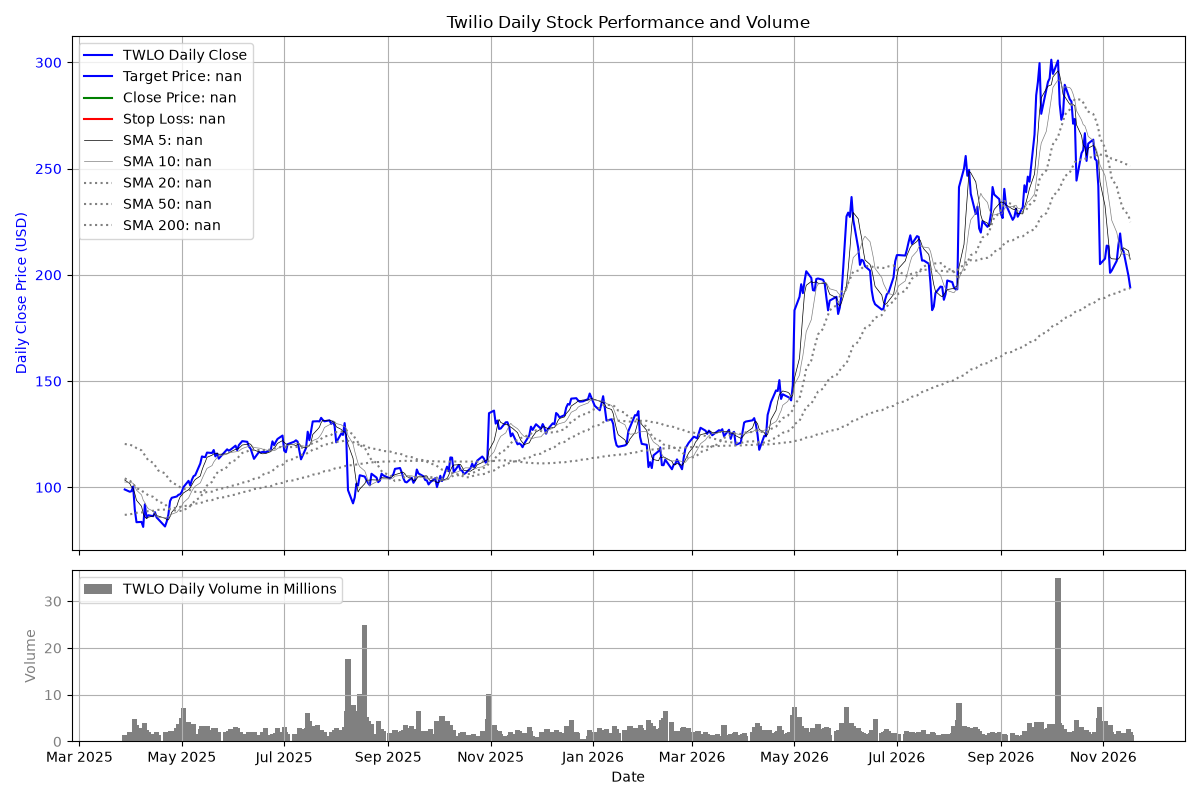 Twilio Daily Stock Performance and Volume
TWLO Daily Close
Target Price: nan
Close Price: nan
Stop Loss: nan
SMA 5: nan
SMA 10: nan
SMA 20: nan
SMA 50: nan
SMA 200: nan
Daily Close Price (USD)
300
250
200
150
100
TWLO Daily Volume in Millions
Volume
30
20
10
0
Mar 2025 May 2025 Jul 2025 Sep 2025 Nov 2025 Jan 2026 Mar 2026 May 2026 Jul 2026 Sep 2026 Nov 2026
Date